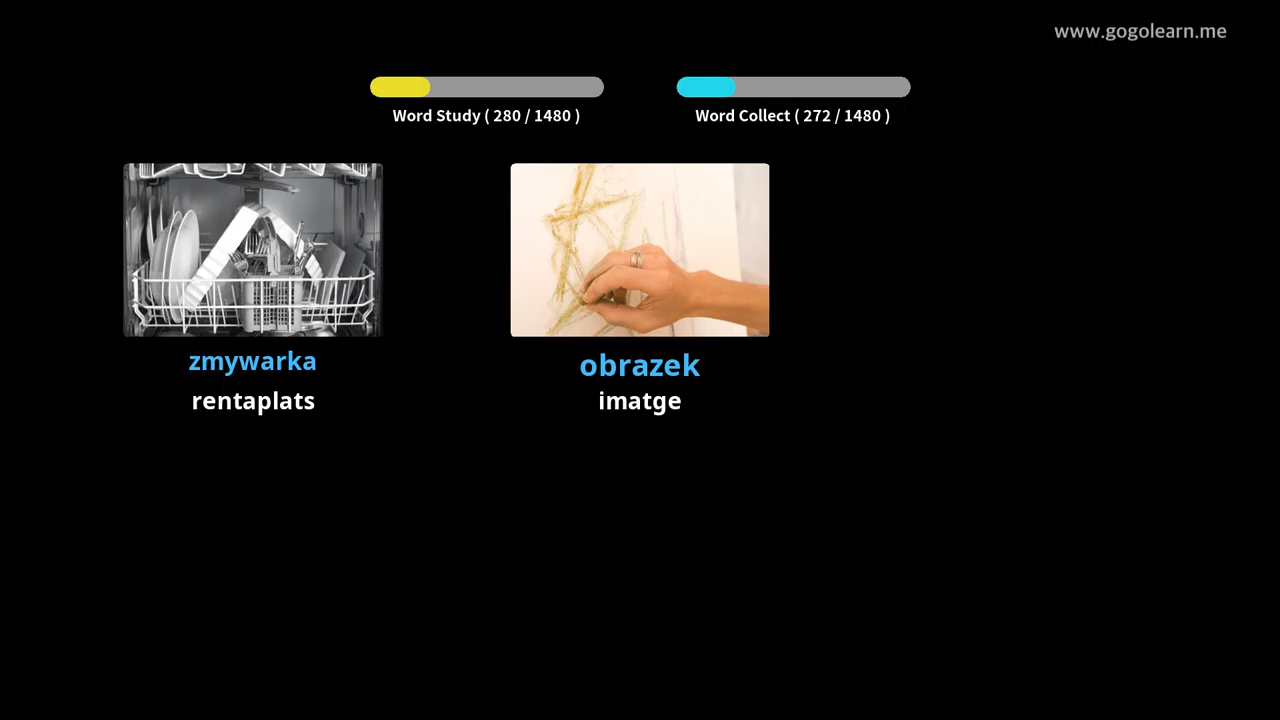 www.gogolearn.me
Word Study ( 280 / 1480 )
Word Collect ( 272 / 1480 )
zmywarka
rentaplats
obrazek
imatge